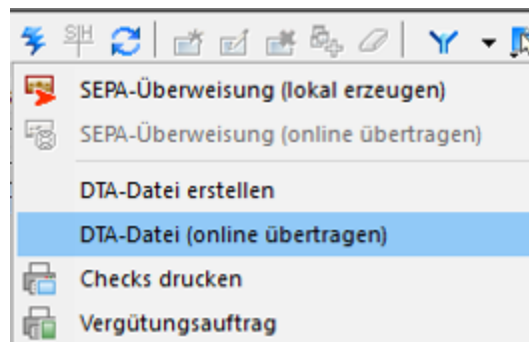 S|H
SEPA-Überweisung (lokal erzeugen)
SEPA-Überweisung (online übertragen)
DTA-Datei erstellen
DTA-Datei (online übertragen)
Checks drucken
Vergütungsauftrag